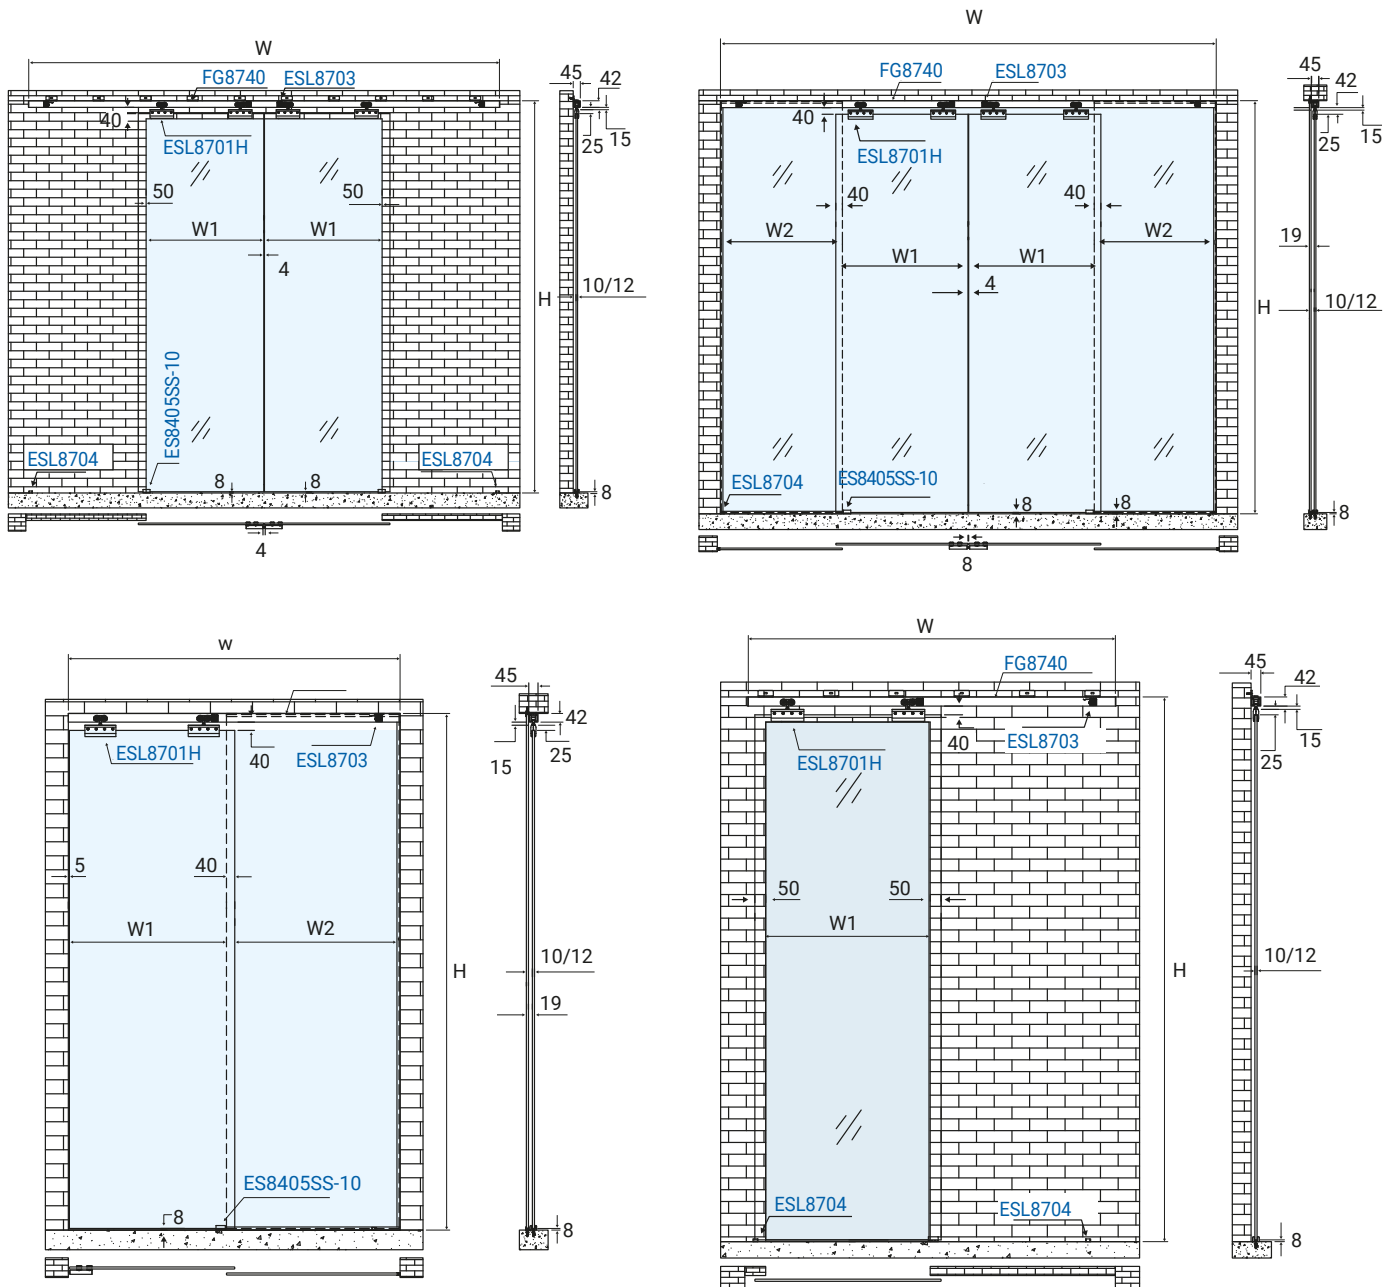 W
FG8740 ESL8703
40
ESL8701H
50 50
W1 W1
4
H
ES8405SS-10
ESL8704 ESL8704
8 8
4
45
42
25 15
10/12
8
W
FG8740 ESL8703
40
ESL8701H
40 40
W2 W2
W1 W1
4
H
ESL8704 ES8405SS-10
8 8
8
45
42
25 15
19
10/12
8
w
ESL8701H 40 ESL8703
5 40
W1 W2
H
ES8405SS-10
8
45
42
15 25
10/12
19
8
W
FG8740
40 ESL8703
ESL8701H
50 50
W1
H
ESL8704 ESL8704
45
42
15
25
10/12
8